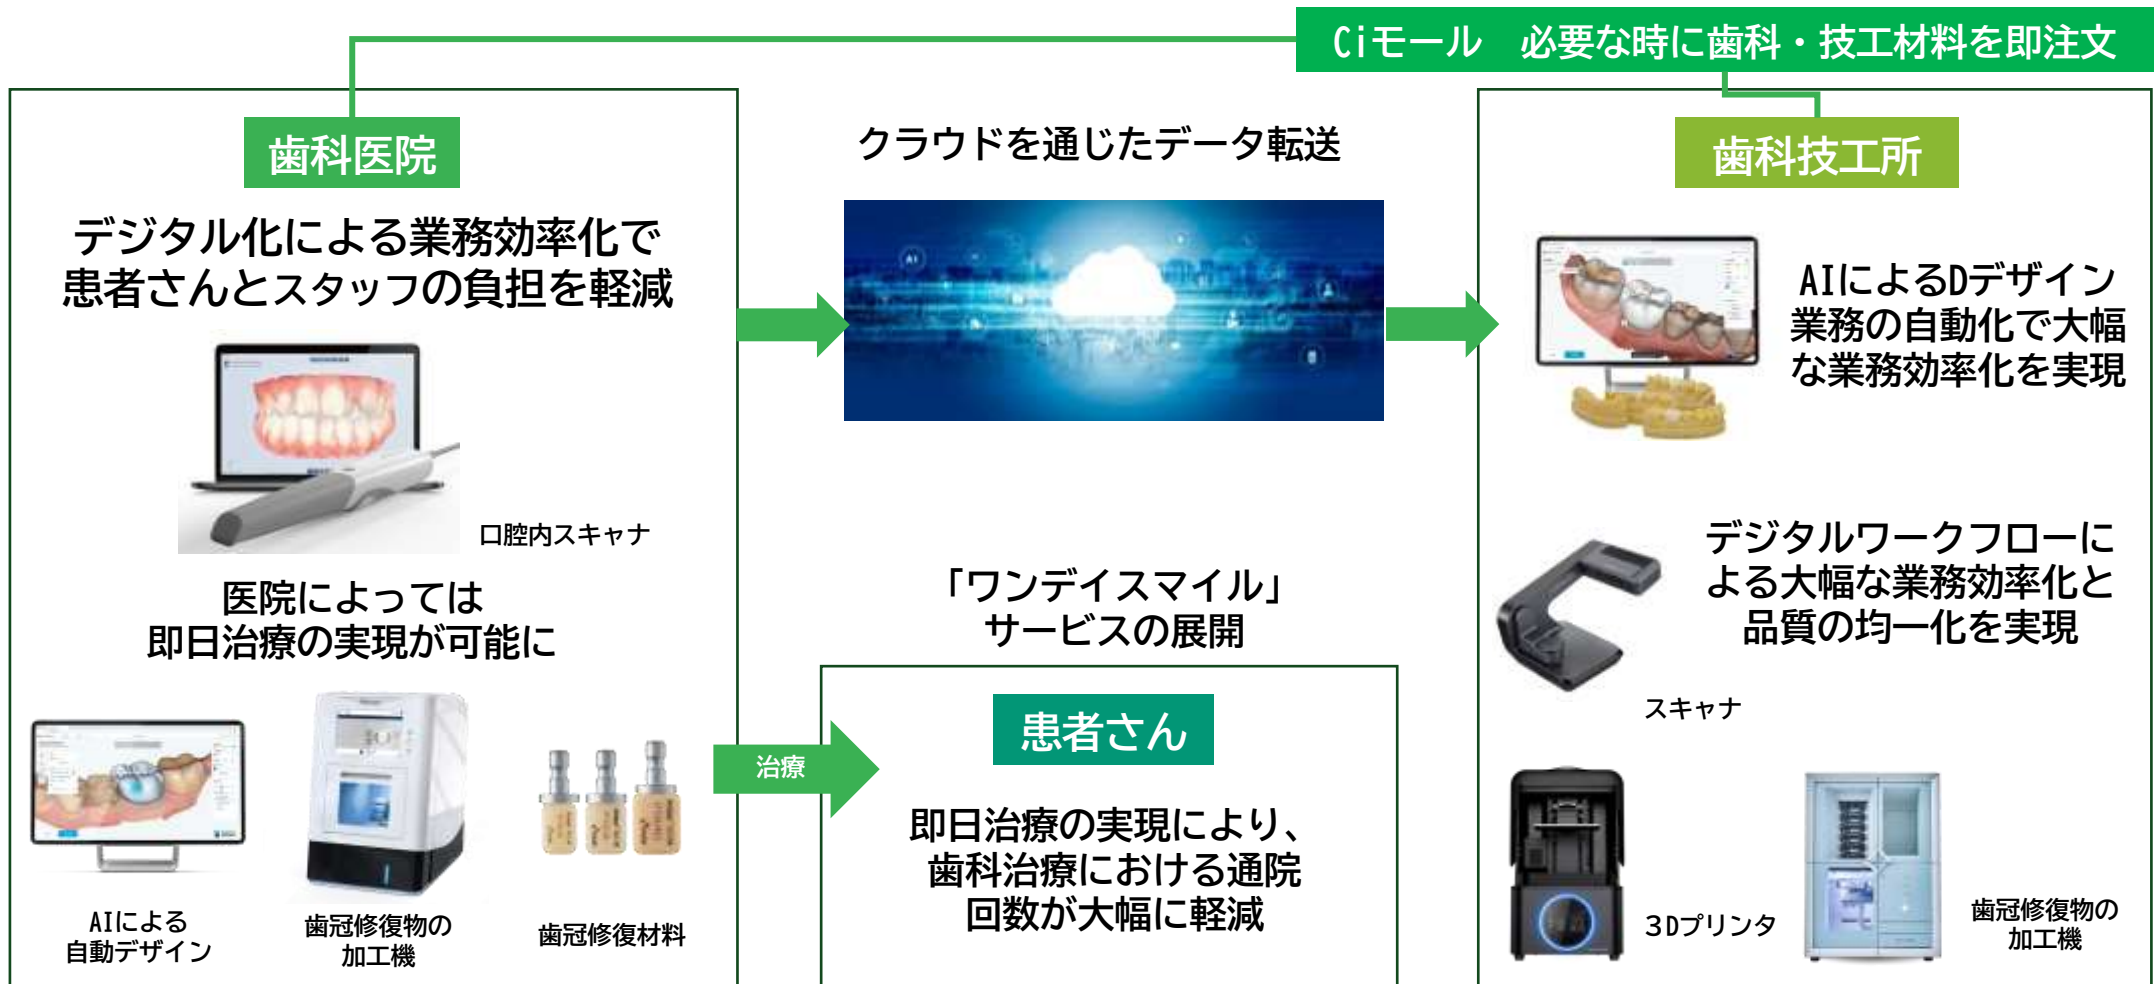 Ciモール　必要な時に歯科・技工材料を即注文
歯科医院
デジタル化による業務効率化で
患者さんとスタッフの負担を軽減
口腔内スキャナ
医院によっては
即日治療の実現が可能に
AIによる
自動デザイン
歯冠修復物の
加工機
歯冠修復材料
クラウドを通じたデータ転送
AI
「ワンデイスマイル」
サービスの展開
治療
患者さん
即日治療の実現により、
歯科治療における通院
回数が大幅に軽減
歯科技工所
AIによるDデザイン
業務の自動化で大幅
な業務効率化を実現
デジタルワークフローに
よる大幅な業務効率化と
品質の均一化を実現
スキャナ
３Dプリンタ
歯冠修復物の
加工機